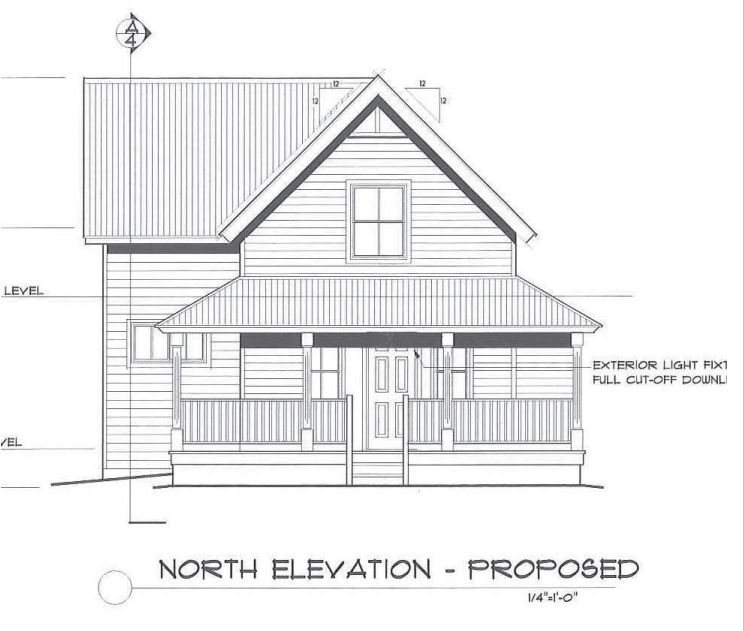 A
4
12
12
12
12
LEVEL
EXTERIOR LIGHT FIXT
FULL CUT-OFF DOWNLI
VEL
NORTH ELEVATION - PROPOSED
1/4"=1'-0"